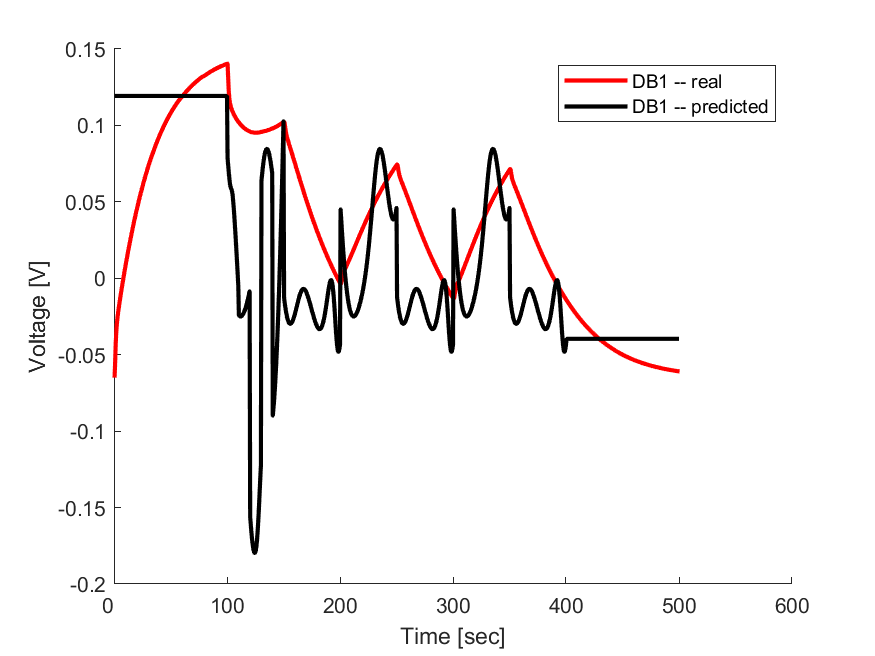 0.15
0.1
0.05
0
-0.05
-0.1
-0.15
-0.2
0 100 200 300 400 500 600
Time [sec]
Voltage [V]
DB1 -- real
DB1 -- predicted